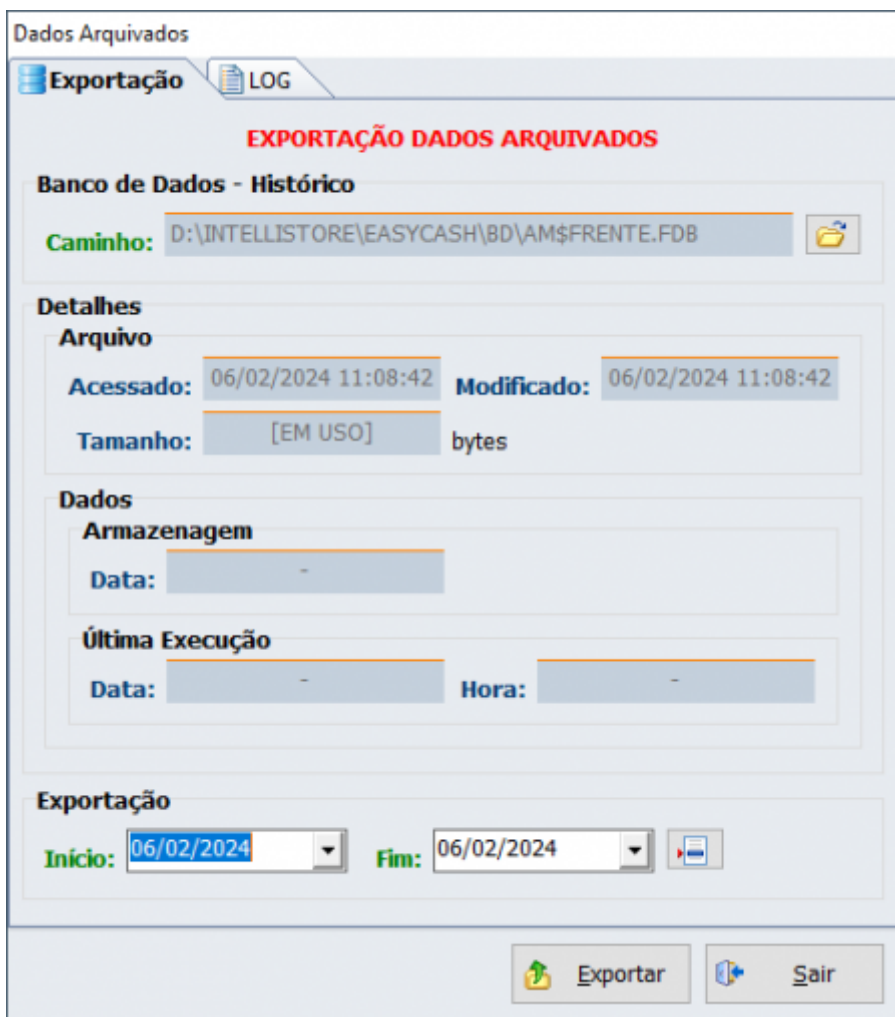 Dados Arquivados
Exportação LOG
EXPORTAÇÃO DADOS ARQUIVADOS
Banco de Dados - Histórico
Caminho: D:\INTELLISTORE\EASYCASH\BD\AM$FRENTE.FDB
Detalhes
Arquivo
Acessado: 06/02/2024 11:08:42 Modificado: 06/02/2024 11:08:42
Tamanho: [EM USO] bytes
Dados
Armazenagem
Data: -
Última Execução
Data: - Hora: -
Exportação
Início: 06/02/2024 Fim: 06/02/2024
Exportar Sair